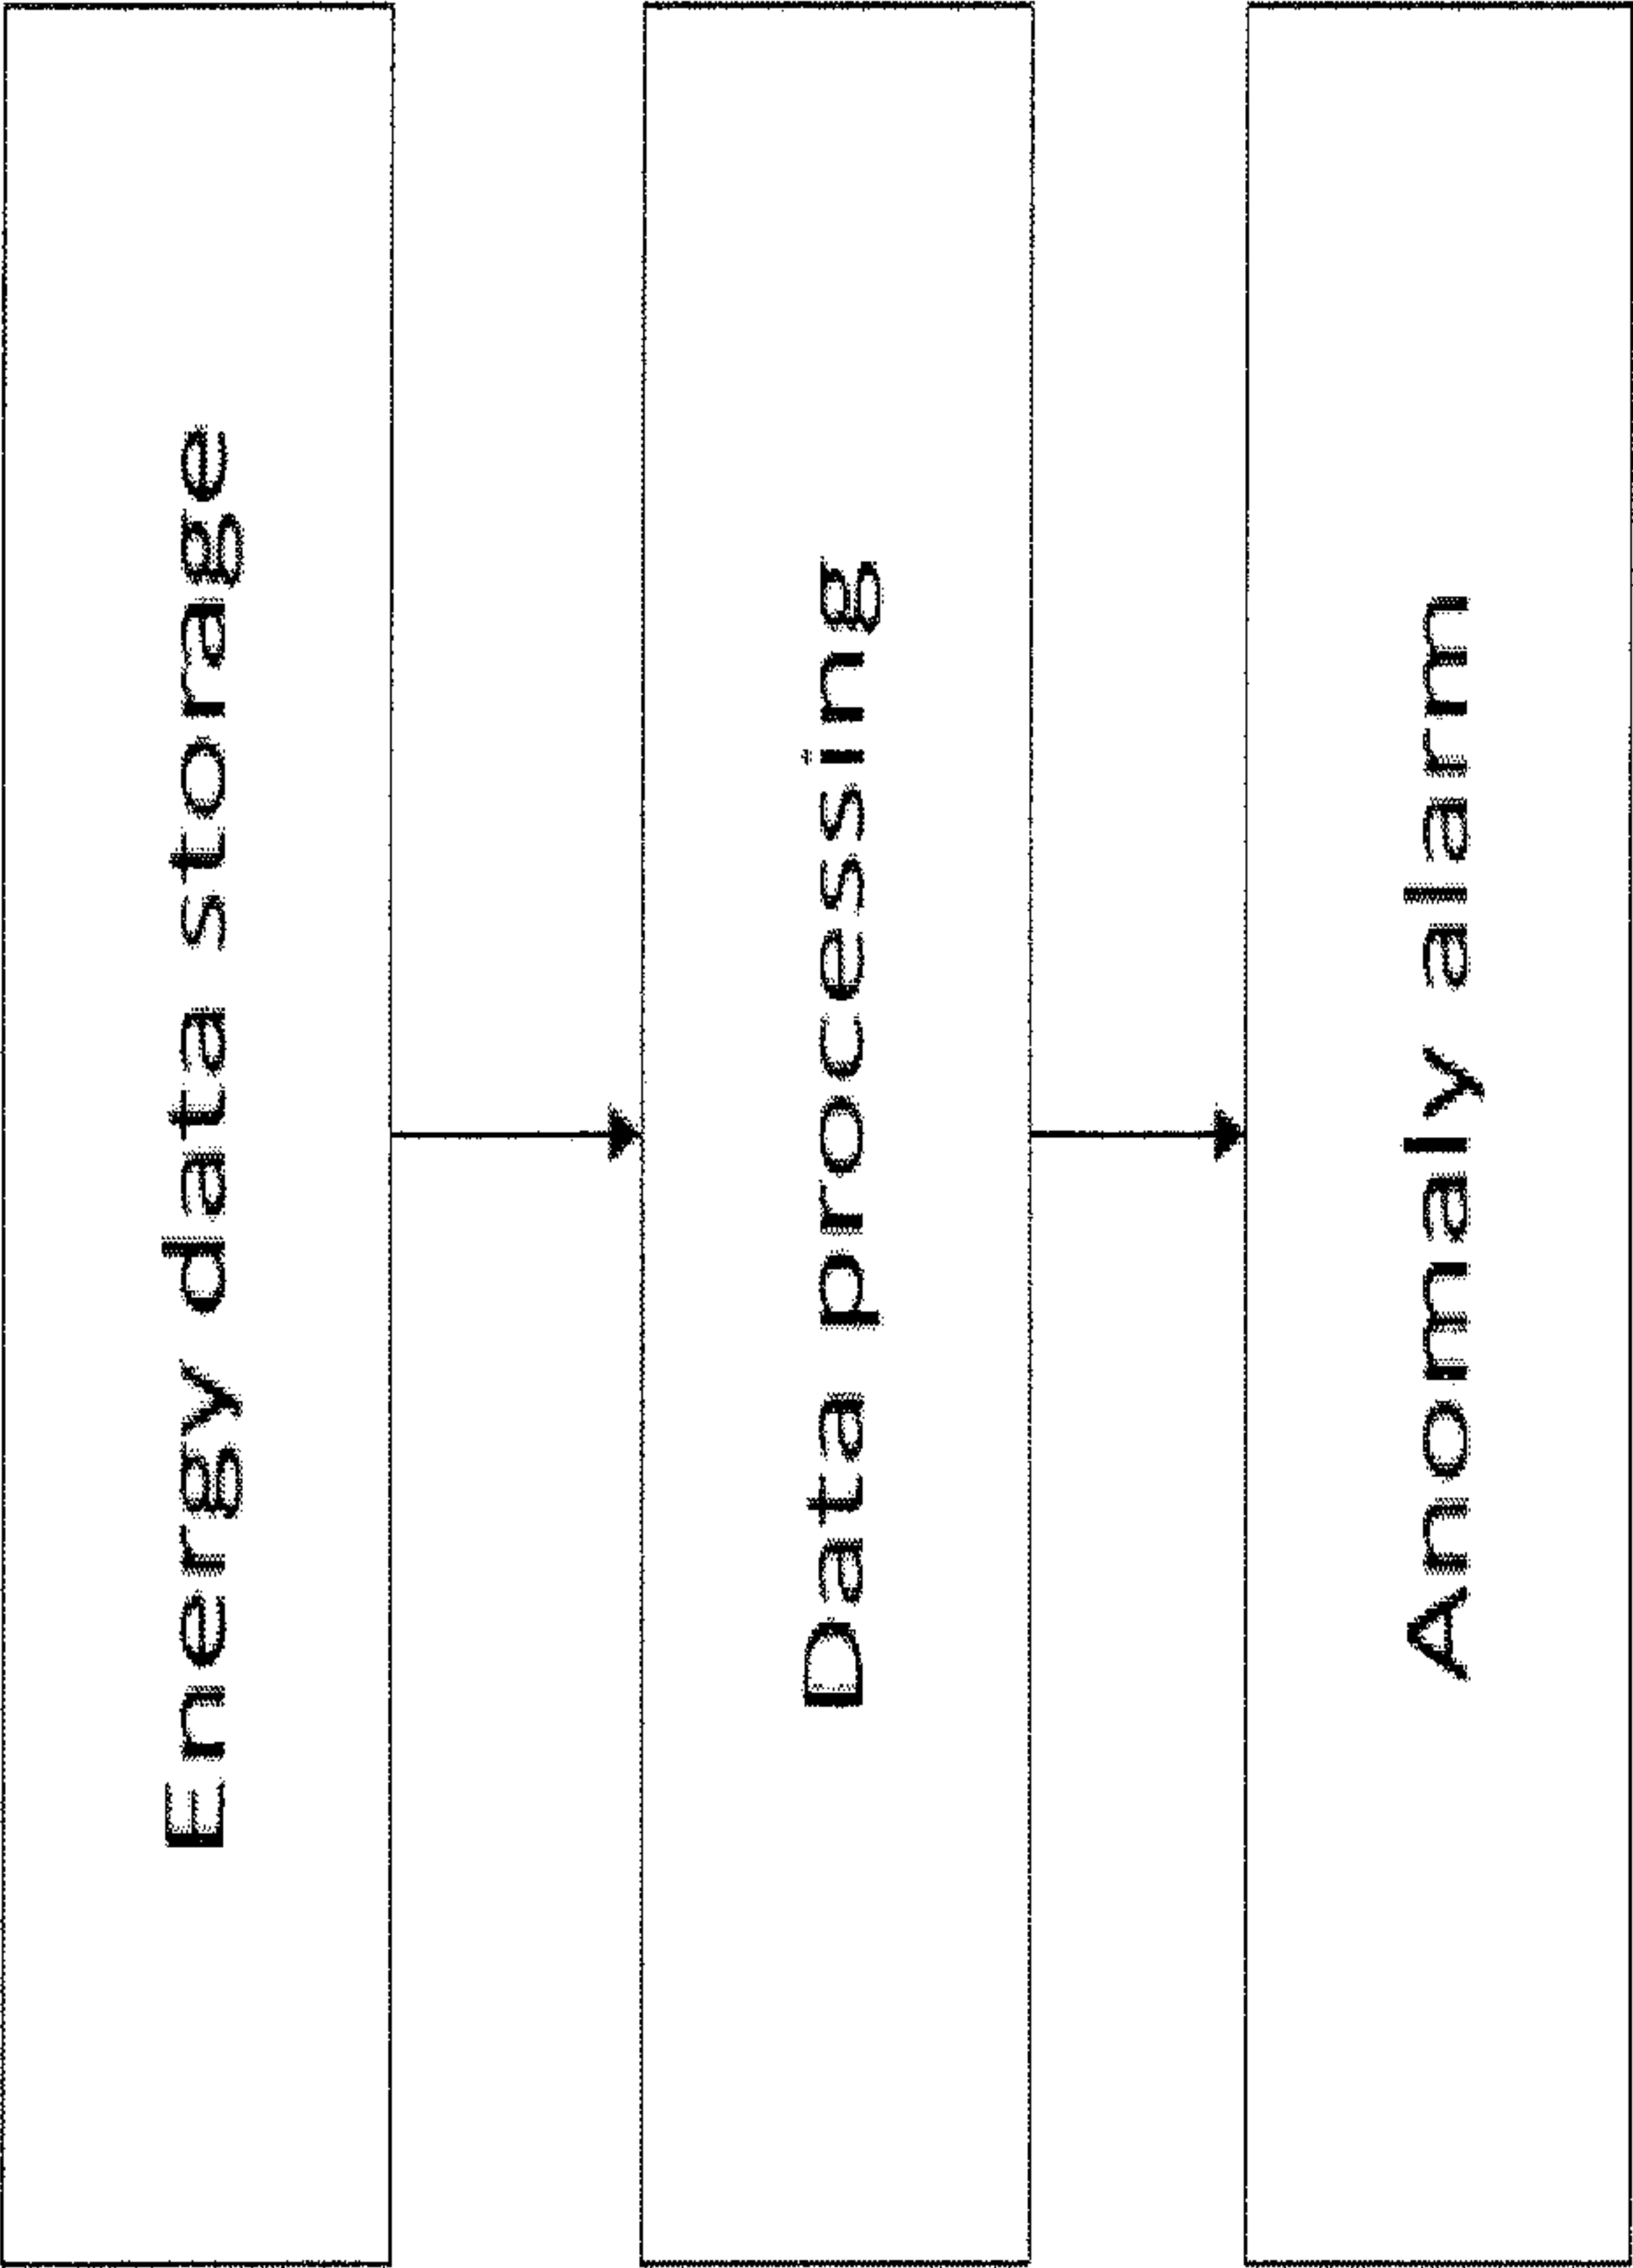 Energy data storage
Data processing
Anomaly alarm